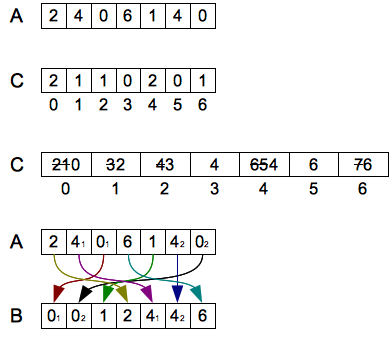 A 2 4 0 6 1 4 0
C 2 1 1 0 2 0 1
0 1 2 3 4 5 6
C 210 32 43 4 654 6 76
0 1 2 3 4 5 6
A 2 4₁ 0₁ 6 1 4₂ 0₂
B 0₁ 0₂ 1 2 4₁ 4₂ 6